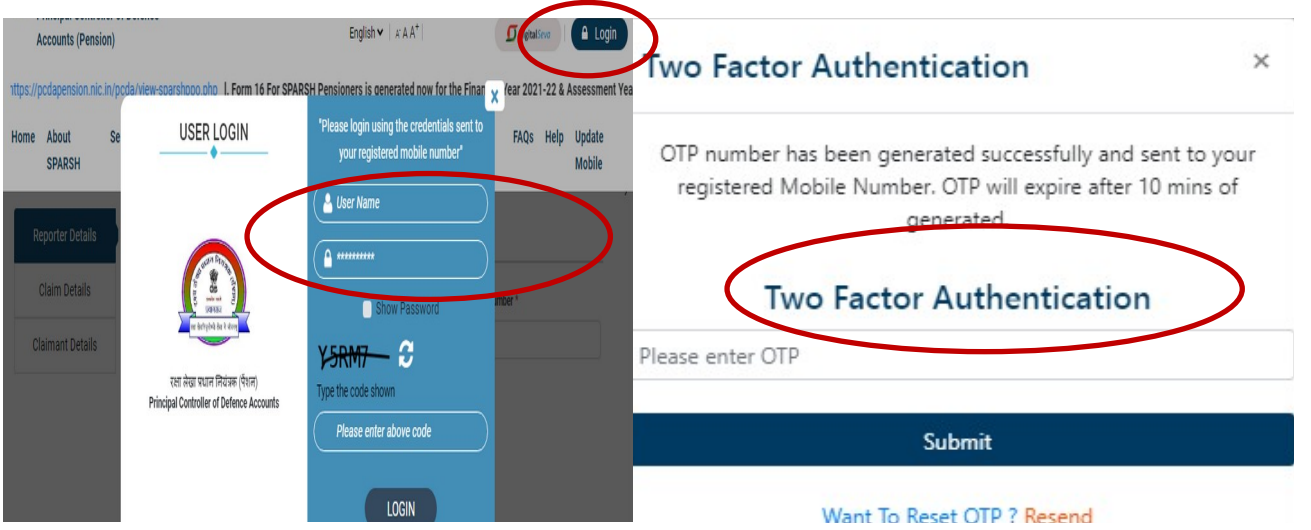 Accounts (Pension)
English
A- A A+
DigitalSeva
Login
https://pcdapension.nic.in/pcda/view-sparshppo.php
. Form 16 For SPARSH Pensioners is generated now for the Finan
Year 2021-22 & Assessment Yea
X
Home
About SPARSH
Se
FAQs
Help
Update Mobile
Reporter Details
Claim Details
Claimant Details
USER LOGIN
रक्षा लेखा प्रधान नियंत्रक (पेंशन)
Principal Controller of Defence Accounts
"Please login using the credentials sent to
your registered mobile number"
User Name
**********
Show Password
umber *
Y5RM7
Type the code shown
Please enter above code
LOGIN
Two Factor Authentication
×
OTP number has been generated successfully and sent to your
registered Mobile Number. OTP will expire after 10 mins of
generated
Two Factor Authentication
Please enter OTP
Submit
Want To Reset OTP ? Resend